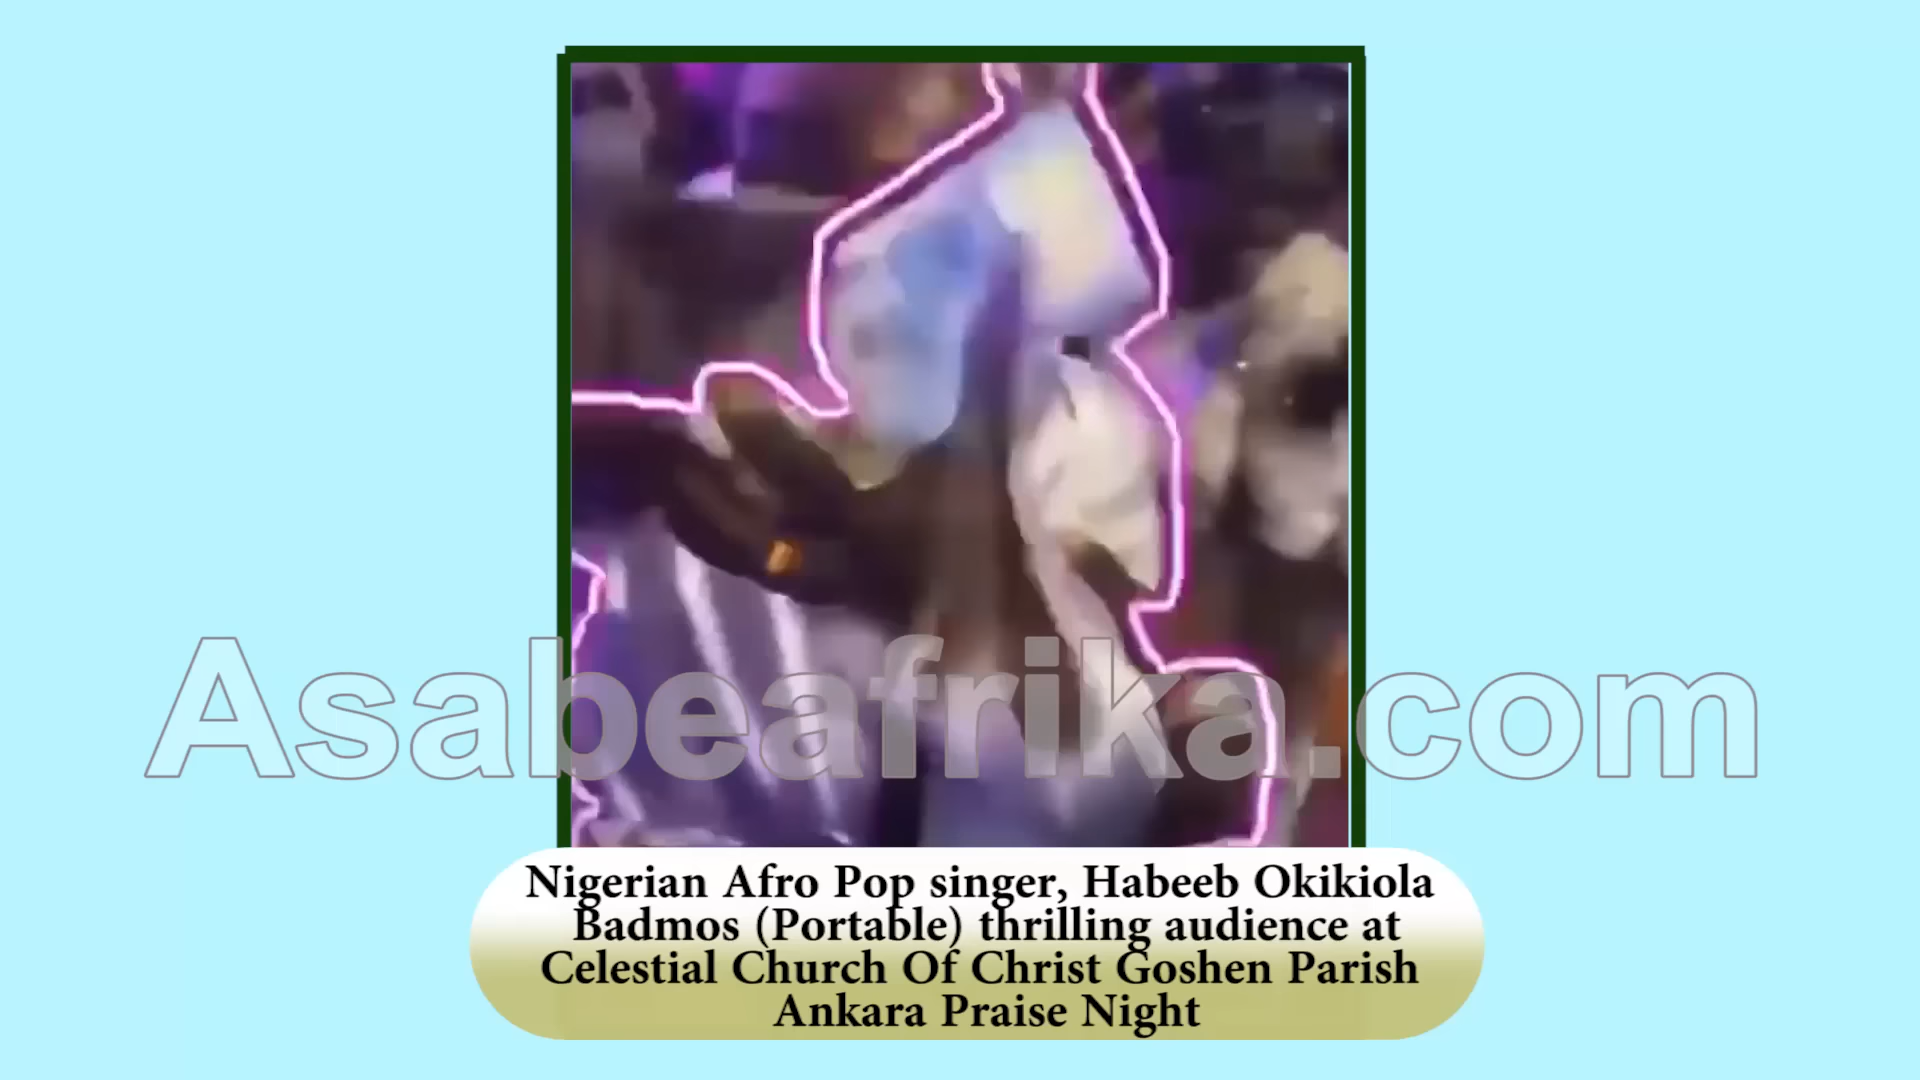 Asabeafrika.com
Nigerian Afro Pop singer, Habeeb Okikiola
Badmos (Portable) thrilling audience at
Celestial Church Of Christ Goshen Parish
Ankara Praise Night